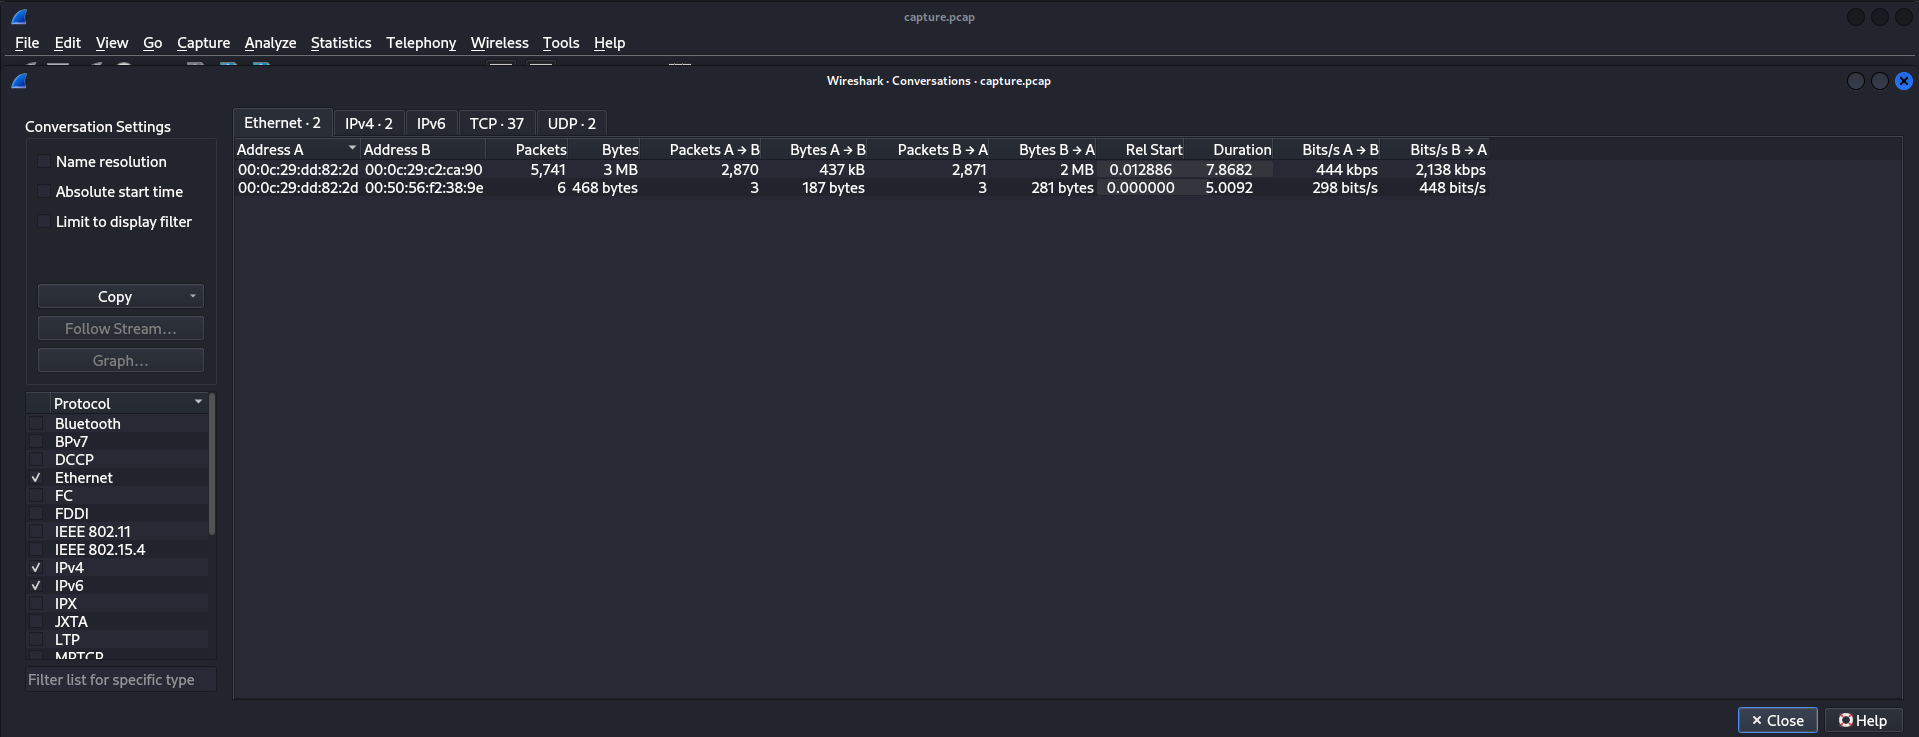 capture.pcap
File Edit View Go Capture Analyze Statistics Telephony Wireless Tools Help
Wireshark · Conversations · capture.pcap
Conversation Settings
Name resolution
Absolute start time
Limit to display filter
Copy
Follow Stream…
Graph…
Protocol
Bluetooth
BPv7
DCCP
Ethernet
FC
FDDI
IEEE 802.11
IEEE 802.15.4
IPv4
IPv6
IPX
JXTA
LTP
MPTCP
Filter list for specific type
Ethernet · 2 IPv4 · 2 IPv6 TCP · 37 UDP · 2
Address A Address B Packets Bytes Packets A → B Bytes A → B Packets B → A Bytes B → A Rel Start Duration Bits/s A → B Bits/s B → A
00:0c:29:dd:82:2d 00:0c:29:c2:ca:90 5,741 3 MB 2,870 437 kB 2,871 2 MB 0.012886 7.8682 444 kbps 2,138 kbps
00:0c:29:dd:82:2d 00:50:56:f2:38:9e 6 468 bytes 3 187 bytes 3 281 bytes 0.000000 5.0092 298 bits/s 448 bits/s
Close Help